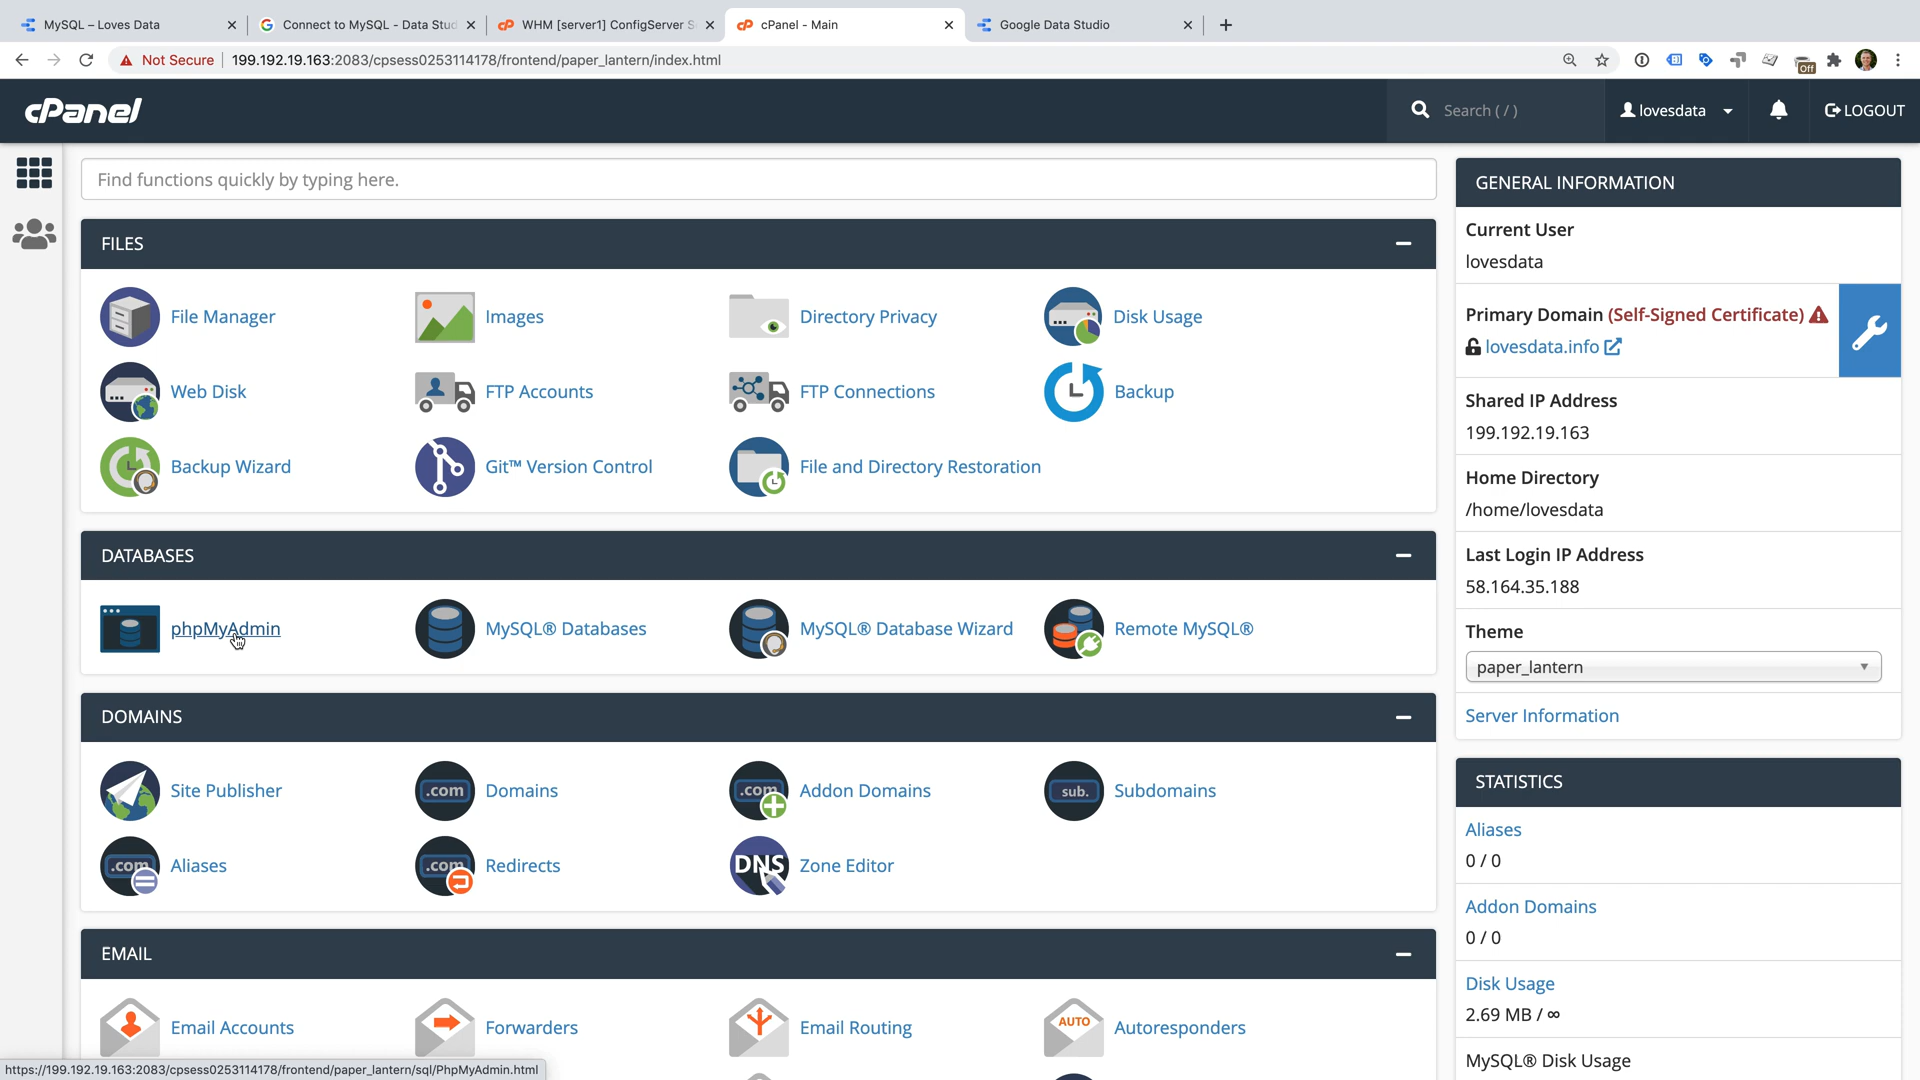 MySQL – Loves Data
Connect to MySQL - Data Stud
WHM [server1] ConfigServer S
cPanel - Main
Google Data Studio
Not Secure
199.192.19.163:2083/cpsess0253114178/frontend/paper_lantern/index.html
Off
cPanel
Search ( / )
lovesdata
LOGOUT
Find functions quickly by typing here.
FILES
File Manager
Images
Directory Privacy
Disk Usage
Web Disk
FTP Accounts
FTP Connections
Backup
Backup Wizard
Git™ Version Control
File and Directory Restoration
DATABASES
phpMyAdmin
MySQL® Databases
MySQL® Database Wizard
Remote MySQL®
DOMAINS
Site Publisher
.com
Domains
.com
Addon Domains
sub.
Subdomains
.com
Aliases
.com
Redirects
DNS
Zone Editor
EMAIL
Email Accounts
Forwarders
Email Routing
AUTO
Autoresponders
GENERAL INFORMATION
Current User
lovesdata
Primary Domain (Self-Signed Certificate)
lovesdata.info
Shared IP Address
199.192.19.163
Home Directory
/home/lovesdata
Last Login IP Address
58.164.35.188
Theme
paper_lantern
Server Information
STATISTICS
Aliases
0 / 0
Addon Domains
0 / 0
Disk Usage
2.69 MB / ∞
MySQL® Disk Usage
https://199.192.19.163:2083/cpsess0253114178/frontend/paper_lantern/sql/PhpMyAdmin.html